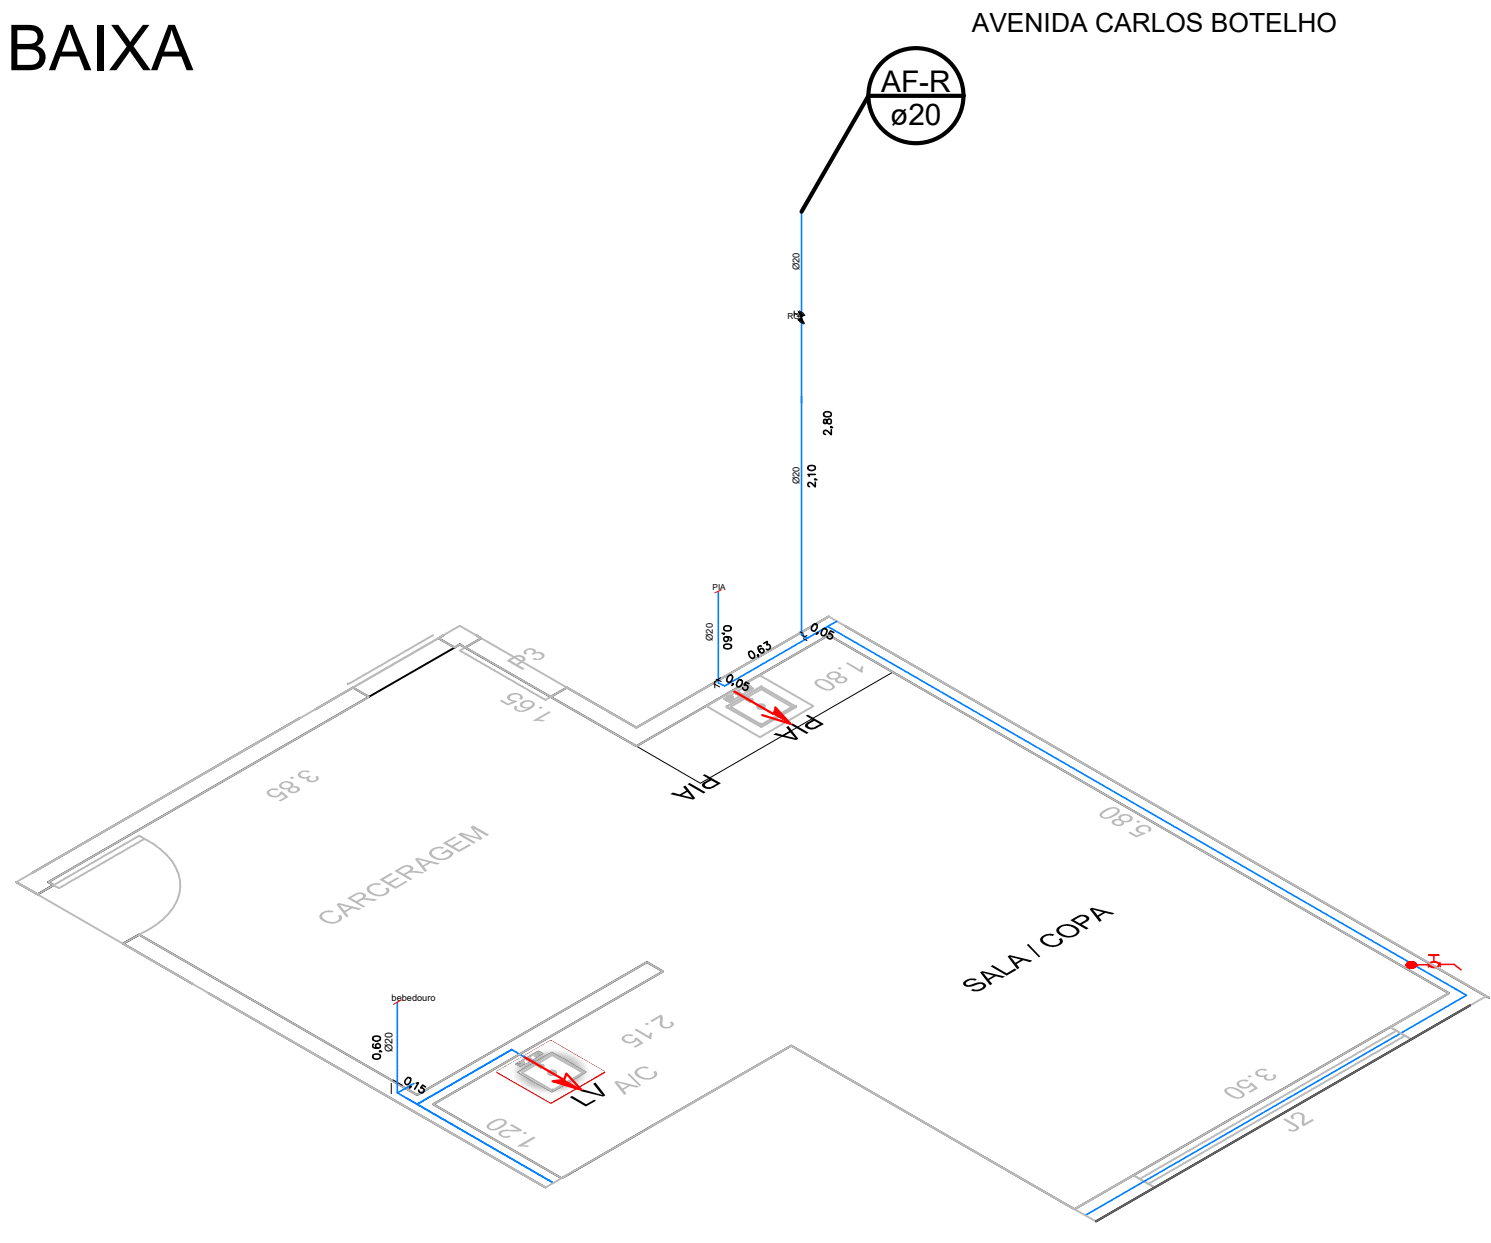 AVENIDA CARLOS BOTELHO
BAIXA
AF-R
ø20
Ø20
2,80
Ø20
2,10
PIA
Ø20
0,60
0,63
0,05
0,05
P3
1.65
1.80
PIA
PIA
3.85
CARCERAGEM
5.80
SALA / COPA
bebedouro
0,60
Ø20
0,15
2.15
A/C
LV
1.20
3.50
J2